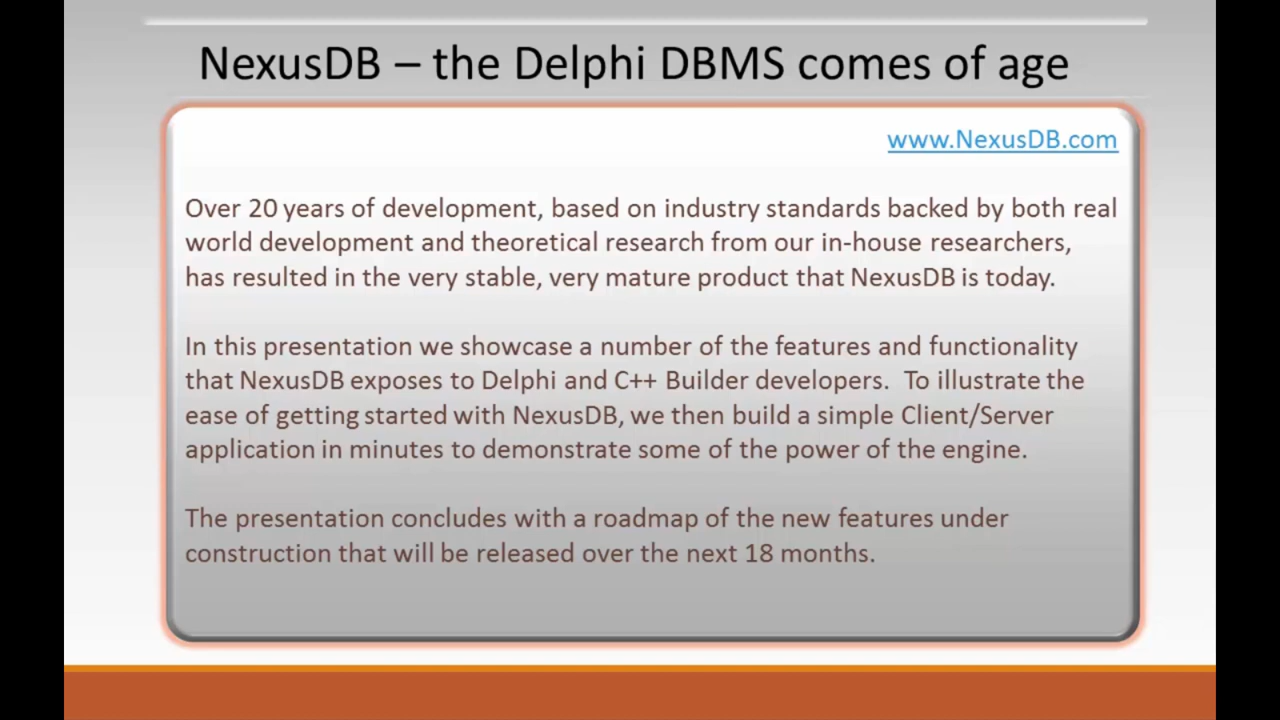 NexusDB – the Delphi DBMS comes of age
www.NexusDB.com
Over 20 years of development, based on industry standards backed by both real
world development and theoretical research from our in-house researchers,
has resulted in the very stable, very mature product that NexusDB is today.
In this presentation we showcase a number of the features and functionality
that NexusDB exposes to Delphi and C++ Builder developers.  To illustrate the
ease of getting started with NexusDB, we then build a simple Client/Server
application in minutes to demonstrate some of the power of the engine.
The presentation concludes with a roadmap of the new features under
construction that will be released over the next 18 months.